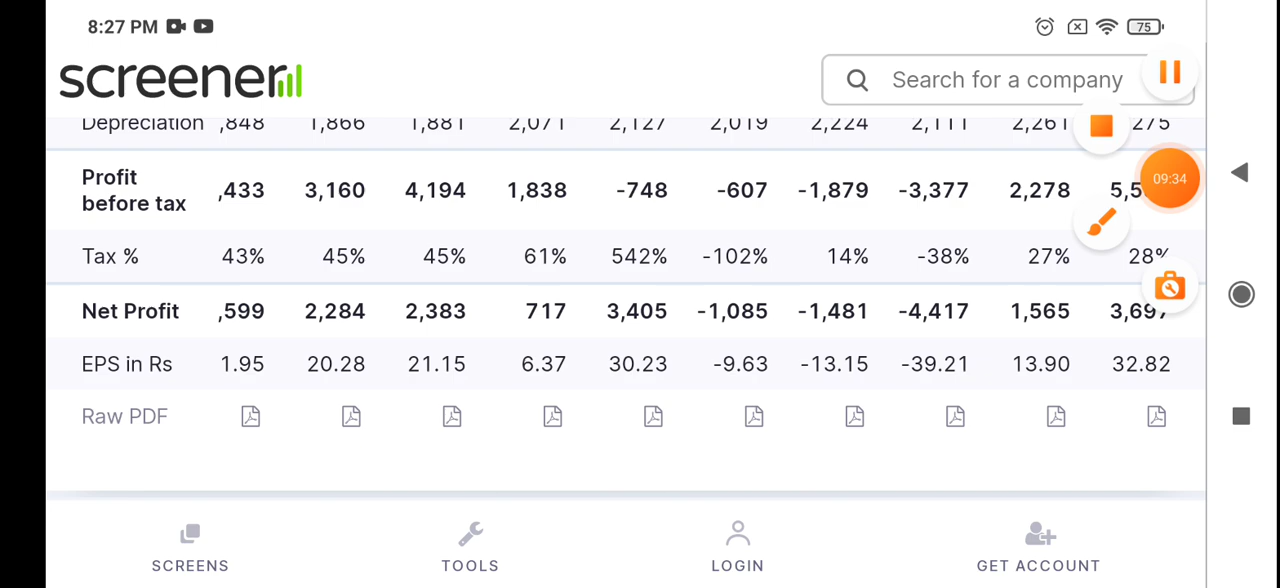 8:27 PM 75
screener Search for a company
Depreciation ,848 1,866 1,881 2,071 2,127 2,019 2,224 2,111 2,261 275
Profit before tax ,433 3,160 4,194 1,838 -748 -607 -1,879 -3,377 2,278 5,5
09:34
Tax % 43% 45% 45% 61% 542% -102% 14% -38% 27% 28%
Net Profit ,599 2,284 2,383 717 3,405 -1,085 -1,481 -4,417 1,565 3,697
EPS in Rs 1.95 20.28 21.15 6.37 30.23 -9.63 -13.15 -39.21 13.90 32.82
Raw PDF
SCREENS TOOLS LOGIN GET ACCOUNT